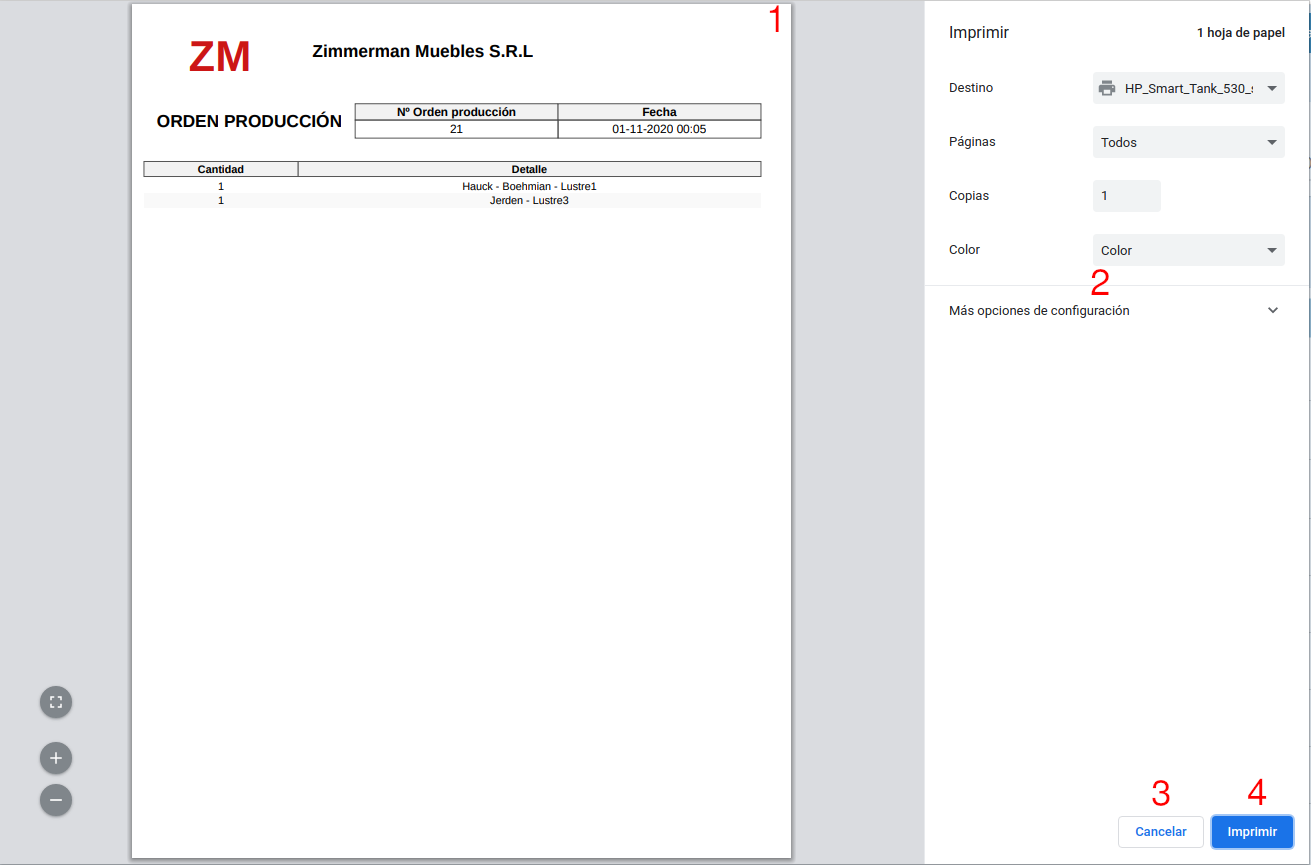 1
ZM
Zimmerman Muebles S.R.L
ORDEN PRODUCCIÓN
Nº Orden producción Fecha
21 01-11-2020 00:05
Cantidad Detalle
1 Hauck - Boehmian - Lustre1
1 Jerden - Lustre3
Imprimir 1 hoja de papel
Destino HP_Smart_Tank_530_
Páginas Todos
Copias 1
Color Color
2
Más opciones de configuración
3 4
Cancelar Imprimir